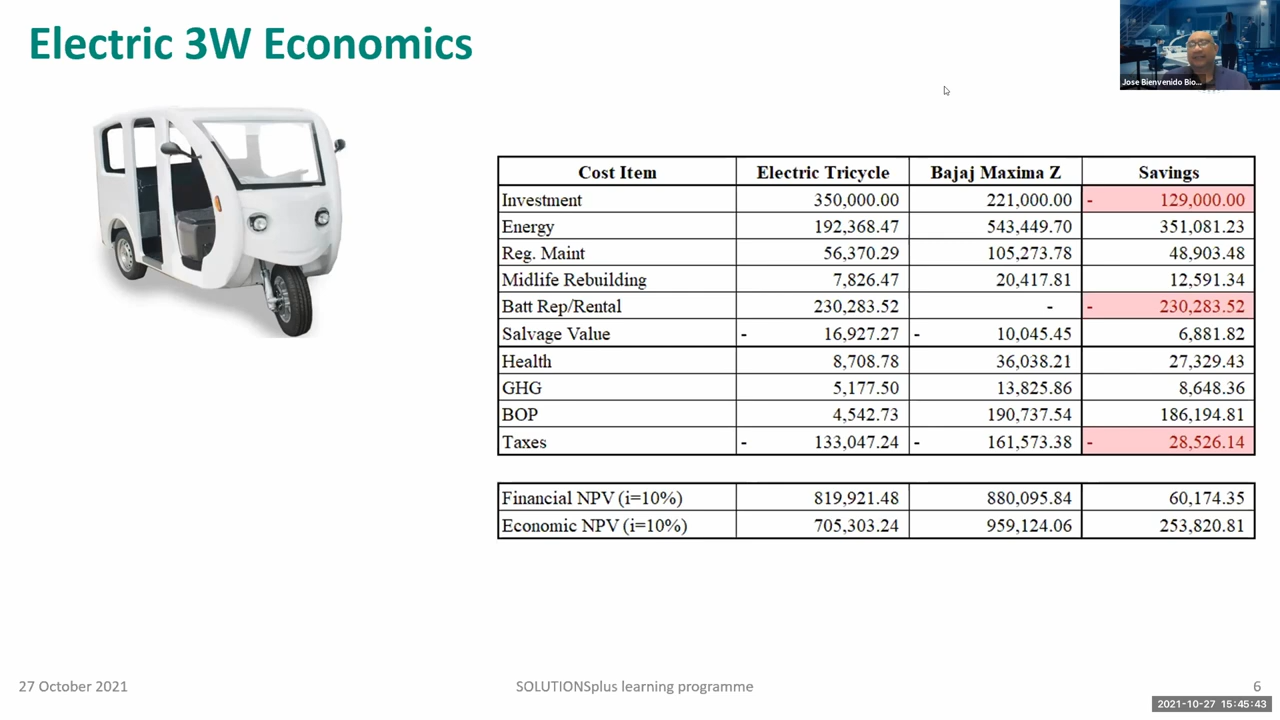 Electric 3W Economics
Jose Bienvenido Bio...
Cost Item Electric Tricycle Bajaj Maxima Z Savings
Investment 350,000.00 221,000.00 - 129,000.00
Energy 192,368.47 543,449.70 351,081.23
Reg. Maint 56,370.29 105,273.78 48,903.48
Midlife Rebuilding 7,826.47 20,417.81 12,591.34
Batt Rep/Rental 230,283.52 - - 230,283.52
Salvage Value - 16,927.27 - 10,045.45 6,881.82
Health 8,708.78 36,038.21 27,329.43
GHG 5,177.50 13,825.86 8,648.36
BOP 4,542.73 190,737.54 186,194.81
Taxes - 133,047.24 - 161,573.38 - 28,526.14
Financial NPV (i=10%) 819,921.48 880,095.84 60,174.35
Economic NPV (i=10%) 705,303.24 959,124.06 253,820.81
27 October 2021 SOLUTIONSplus learning programme 6
2021-10-27 15:45:43